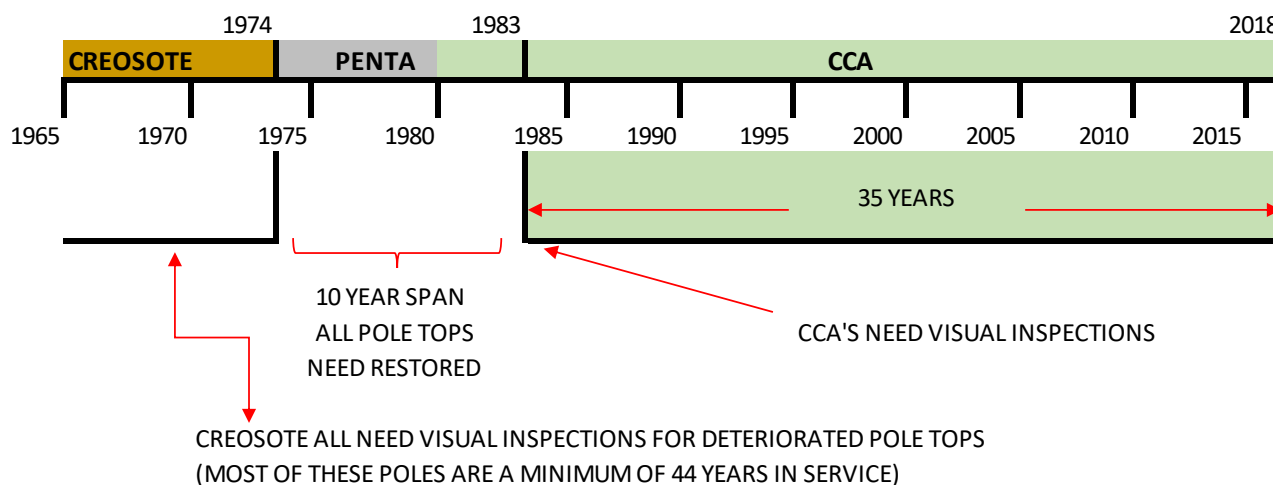 1974 1983 2018
CREOSOTE PENTA CCA
1965 1970 1975 1980 1985 1990 1995 2000 2005 2010 2015
35 YEARS
10 YEAR SPAN
ALL POLE TOPS
NEED RESTORED
CCA'S NEED VISUAL INSPECTIONS
CREOSOTE ALL NEED VISUAL INSPECTIONS FOR DETERIORATED POLE TOPS
(MOST OF THESE POLES ARE A MINIMUM OF 44 YEARS IN SERVICE)